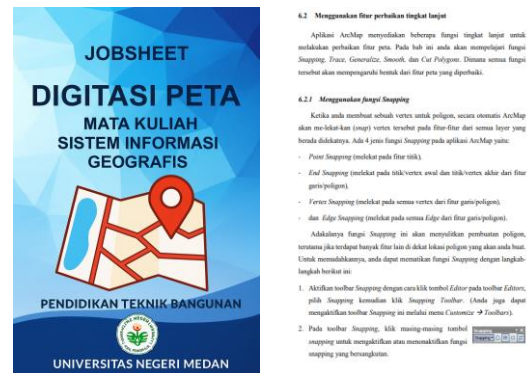 JOBSHEET
DIGITASI PETA
MATA KULIAH
SISTEM INFORMASI
GEOGRAFIS
PENDIDIKAN TEKNIK BANGUNAN
UNIVERSITAS NEGERI MEDAN
6.2 Menggunakan fitur perbaikan tingkat lanjut
Aplikasi ArcMap menyediakan beberapa fungsi tingkat lanjut untuk
melakukan perbaikan fitur peta. Pada bab ini anda akan mempelajari fungsi
Snapping, Trace, Generalize, Smooth, dan Cut Polygons. Dimana semua fungsi
tersebut akan mempengaruhi bentuk dari fitur peta yang diperbaiki.
6.2.1 Menggunakan fungsi Snapping
Ketika anda membuat sebuah vertex untuk poligon, secara otomatis ArcMap
akan me-lekat-kan (snap) vertex tersebut pada fitur-fitur dari semua layer yang
berada didekatnya. Ada 4 jenis fungsi Snapping pada aplikasi ArcMap yaitu:
- Point Snapping (melekat pada fitur titik),
- End Snapping (melekat pada titik/vertex awal dan titik/vertex akhir dari fitur
garis/poligon),
- Vertex Snapping (melekat pada semua vertex dari fitur garis/poligon),
- dan Edge Snapping (melekat pada semua Edge dari fitur garis/poligon).
Adakalanya fungsi Snapping ini akan menyulitkan pembuatan poligon,
terutama jika terdapat banyak fitur lain di dekat lokasi poligon yang akan anda buat.
Untuk memudahkannya, anda dapat mematikan fungsi Snapping dengan langkah-
langkah berikut ini:
1. Aktifkan toolbar Snapping dengan cara klik tombol Editor pada toolbar Editors,
pilih Snapping kemudian klik Snapping Toolbar. (Anda juga dapat
mengaktifkan toolbar Snapping ini melalui menu Customize → Toolbars).
2. Pada toolbar Snapping, klik masing-masing tombol
snapping untuk mengaktifkan atau menonaktifkan fungsi
snapping yang bersangkutan.